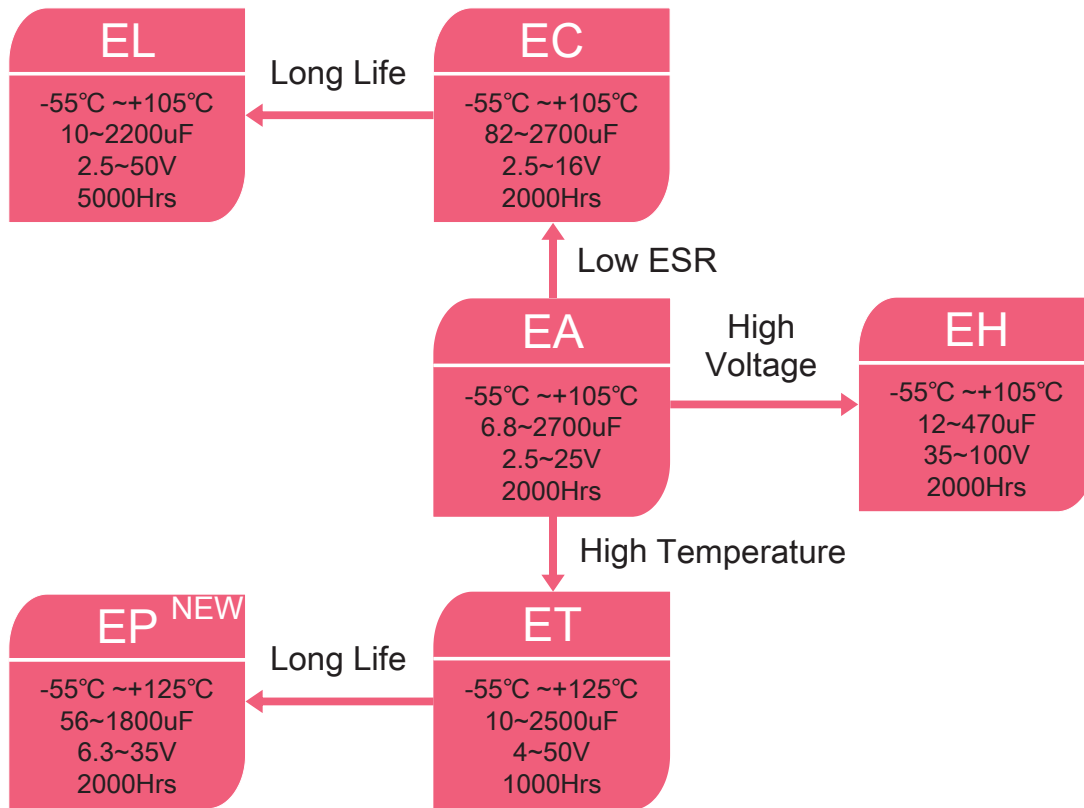 EL
-55℃ ~+105℃
10~2200uF
2.5~50V
5000Hrs
Long Life
EC
-55℃ ~+105℃
82~2700uF
2.5~16V
2000Hrs
Low ESR
EA
-55℃ ~+105℃
6.8~2700uF
2.5~25V
2000Hrs
High
Voltage
EH
-55℃ ~+105℃
12~470uF
35~100V
2000Hrs
High Temperature
EP NEW
-55℃ ~+125℃
56~1800uF
6.3~35V
2000Hrs
Long Life
ET
-55℃ ~+125℃
10~2500uF
4~50V
1000Hrs